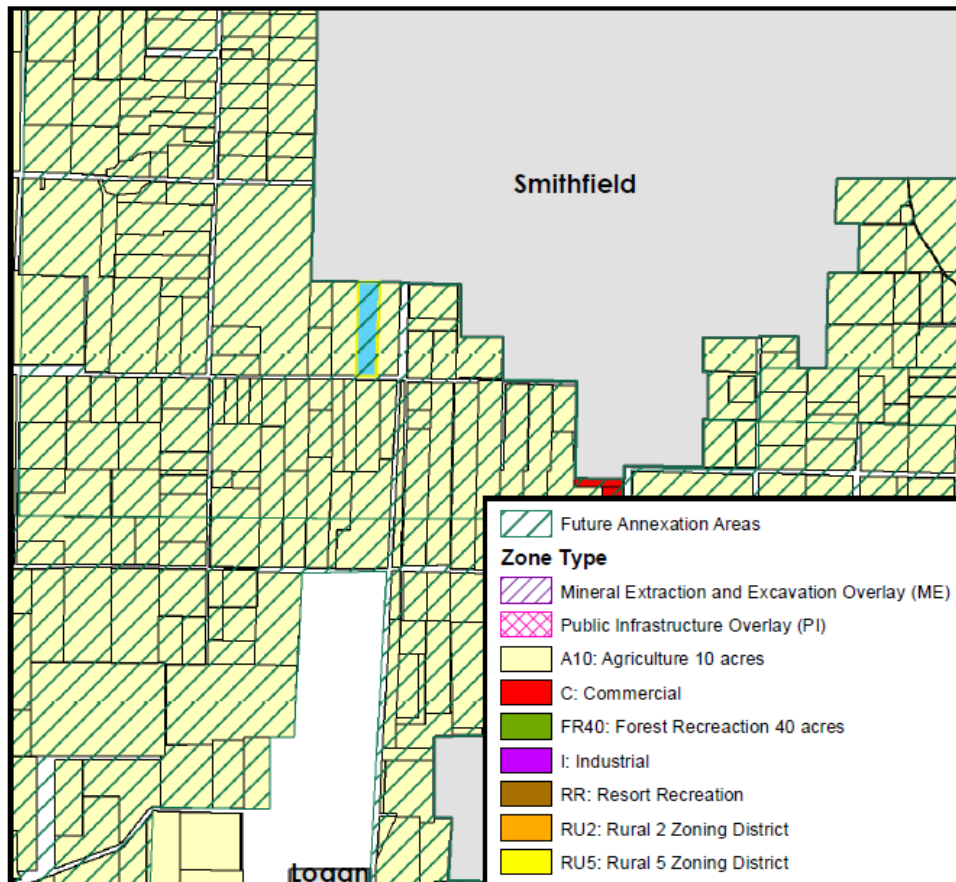 Smithfield
Future Annexation Areas
Zone Type
Mineral Extraction and Excavation Overlay (ME)
Public Infrastructure Overlay (PI)
A10: Agriculture 10 acres
C: Commercial
FR40: Forest Recreaction 40 acres
I: Industrial
RR: Resort Recreation
RU2: Rural 2 Zoning District
RU5: Rural 5 Zoning District
Logan